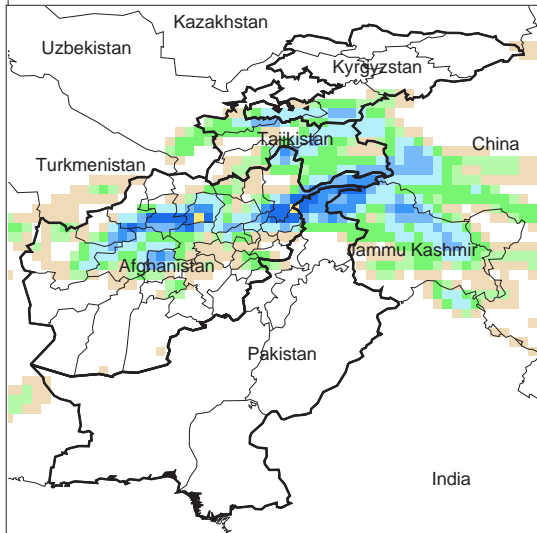 Kazakhstan
Uzbekistan
Kyrgyzstan
Tajikistan
China
Turkmenistan
Jammu Kashmir
Afghanistan
Pakistan
India